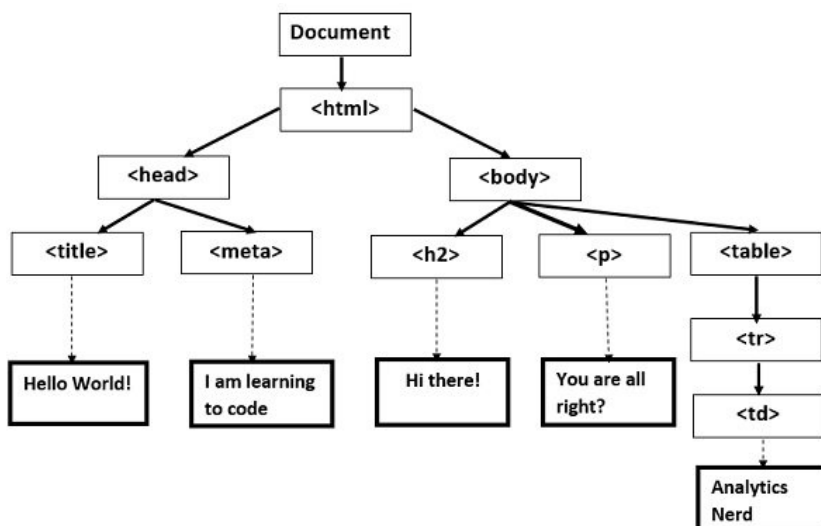 Document
<html>
<head>
<body>
<title>
<meta>
<h2>
<p>
<table>
<tr>
Hello World!
I am learning
to code
Hi there!
You are all
right?
<td>
Analytics
Nerd